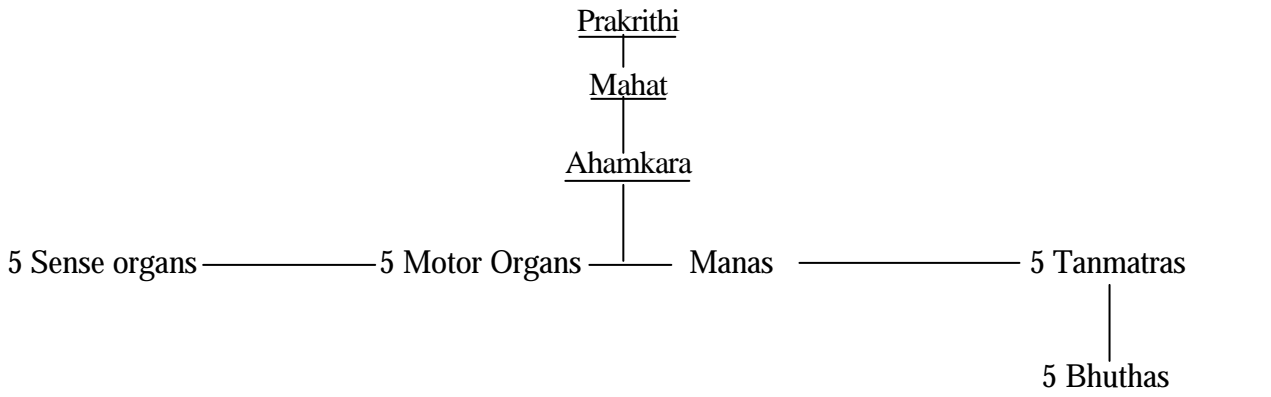 Prakrithi
Mahat
Ahamkara
5 Sense organs 5 Motor Organs Manas 5 Tanmatras
5 Bhuthas